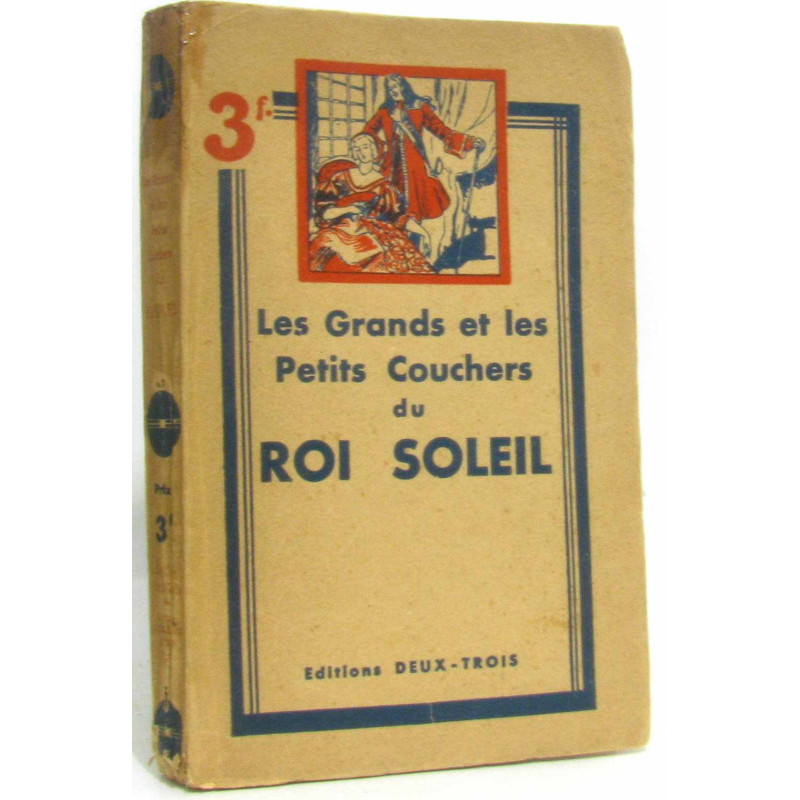 3f.
Les Grands et les
Petits Couchers
du
ROI SOLEIL
Editions DEUX-TROIS
Prix
3f